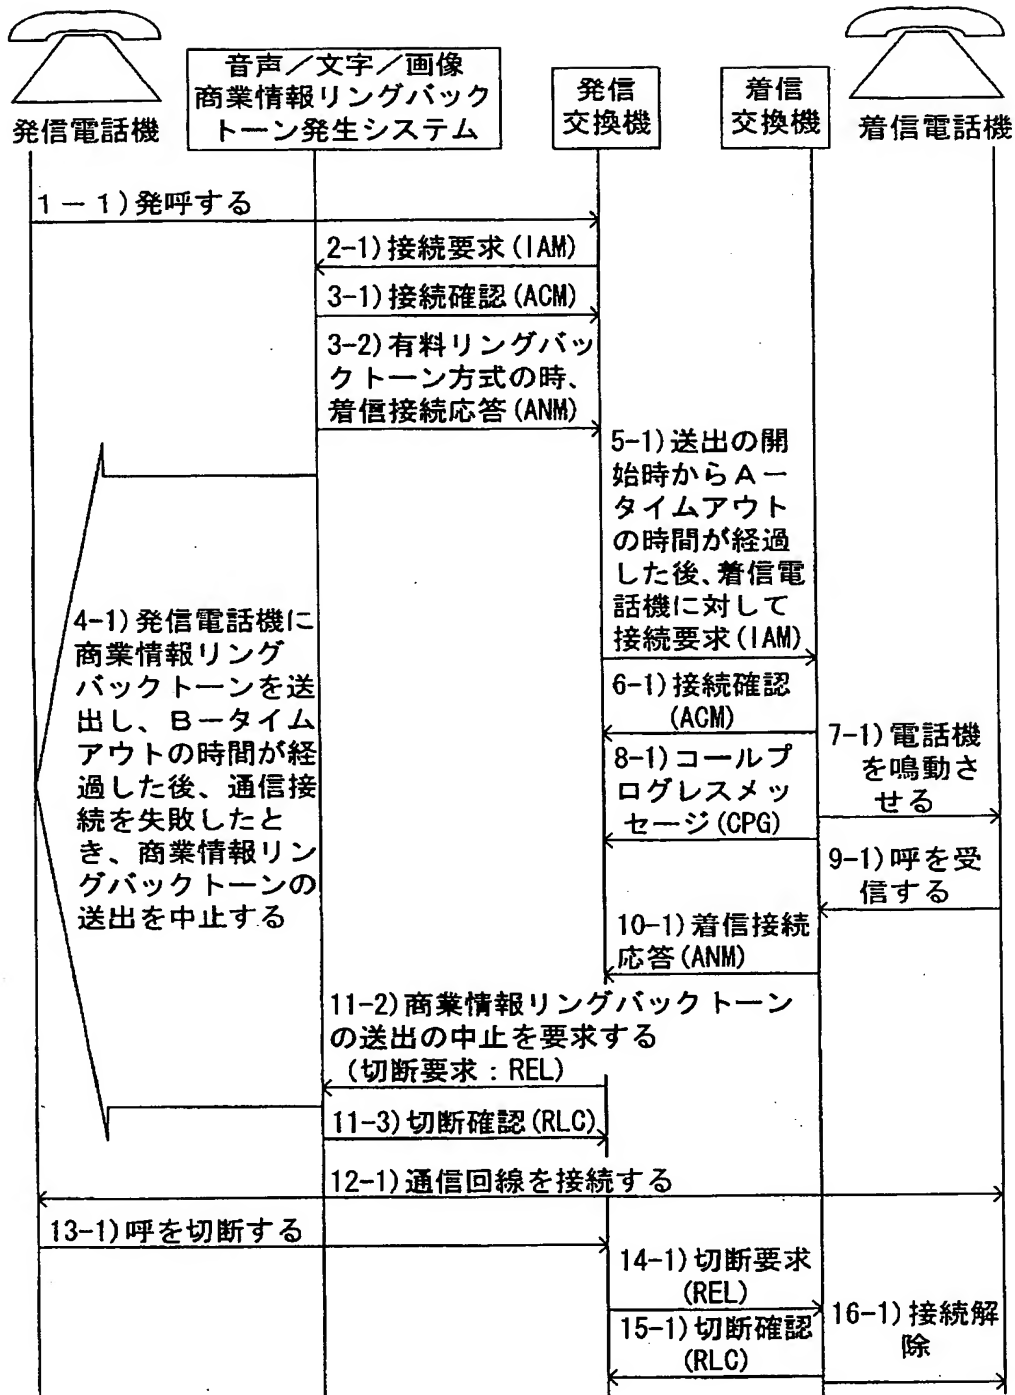 発信電話機
音声／文字／画像
商業情報リングバック
トーン発生システム
発信
交換機
着信
交換機
着信電話機
1－1)発呼する
2-1)接続要求(IAM)
3-1)接続確認(ACM)
3-2)有料リングバッ
クトーン方式の時、
着信接続応答(ANM)
4-1)発信電話機に
商業情報リング
バックトーンを送
出し、Bータイム
アウトの時間が経
過した後、通信接
続を失敗したと
き、商業情報リン
グバックトーンの
送出を中止する
5-1)送出の開
始時からAー
タイムアウト
の時間が経過
した後、着信電
話機に対して
接続要求(IAM)
6-1)接続確認
(ACM)
7-1)電話機
を鳴動さ
せる
8-1)コールプ
ログレスメッ
セージ(CPG)
9-1)呼を受
信する
10-1)着信接続
応答(ANM)
11-2)商業情報リングバックトーン
の送出の中止を要求する
(切断要求：REL)
11-3)切断確認(RLC)
12-1)通信回線を接続する
13-1)呼を切断する
14-1)切断要求
(REL)
15-1)切断確認
(RLC)
16-1)接続解
除